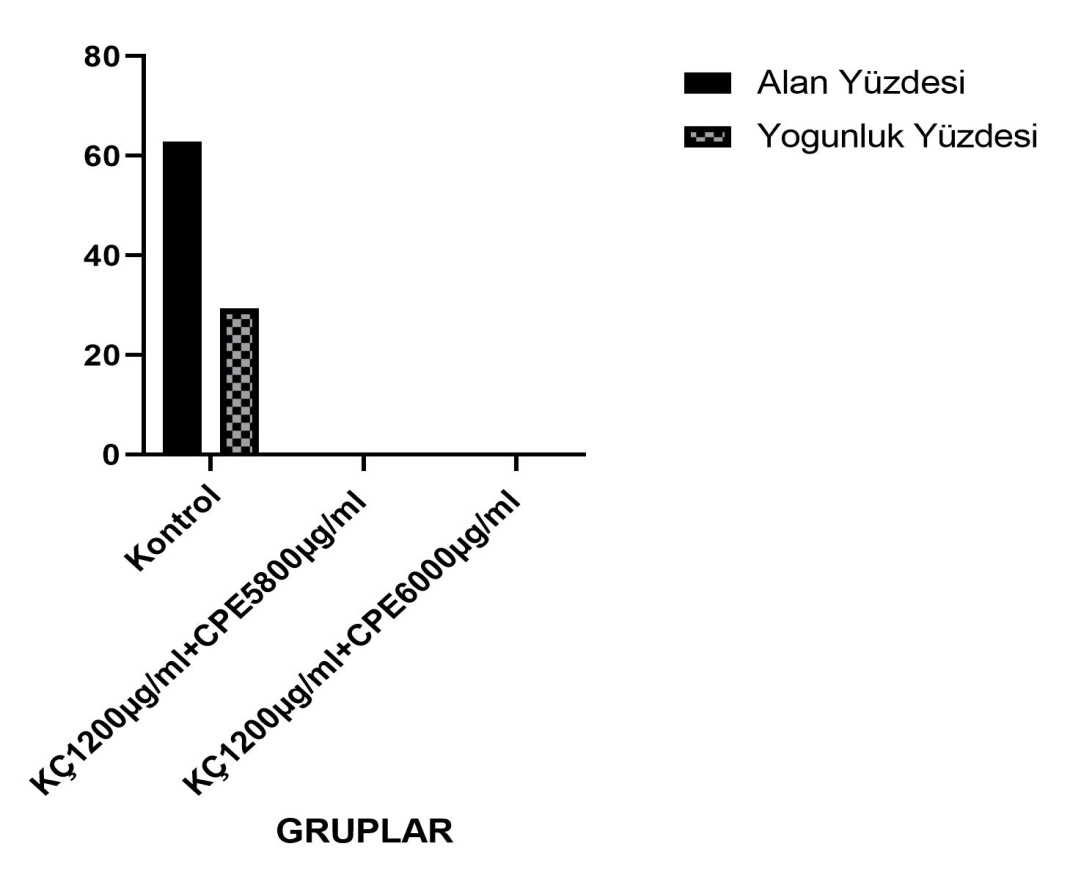 80
60
40
20
0
Kontrol
KÇ1200µg/ml+CPE5800µg/ml
KÇ1200µg/ml+CPE6000µg/ml
GRUPLAR
Alan Yüzdesi
Yogunluk Yüzdesi